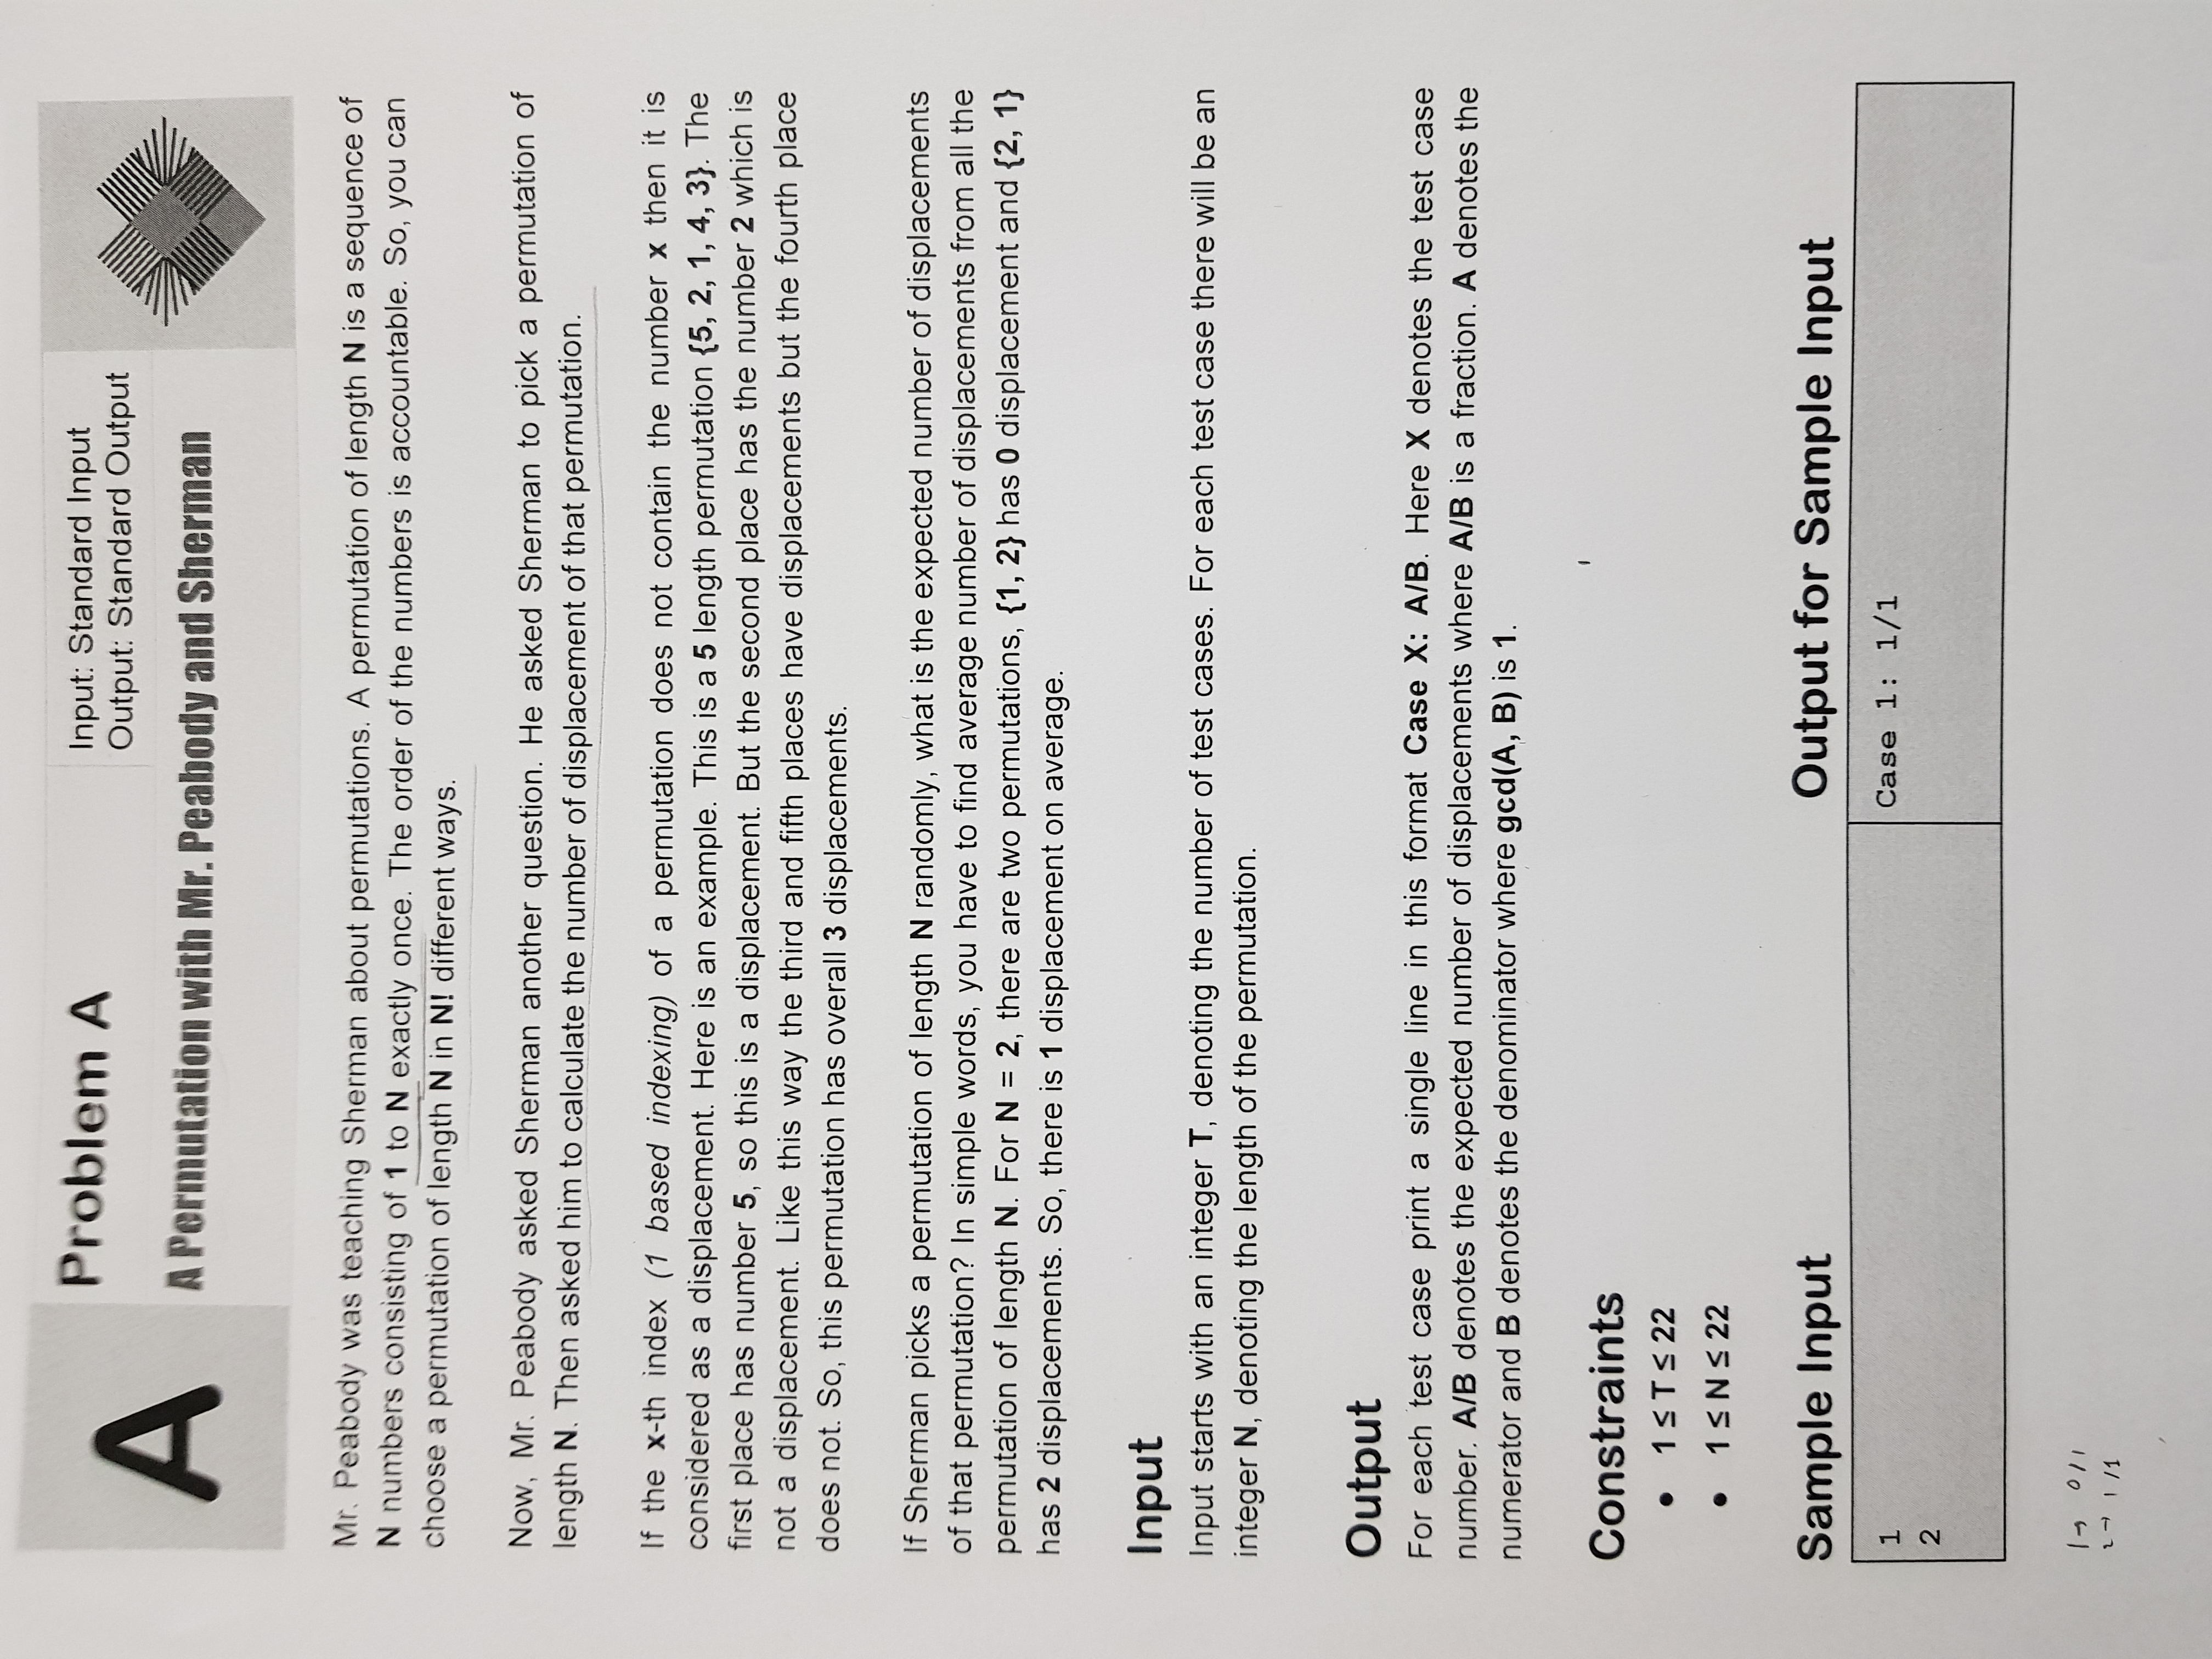 A
Problem A
Input: Standard Input
Output: Standard Output
A Permutation with Mr. Peabody and Sherman
Mr. Peabody was teaching Sherman about permutations. A permutation of length N is a sequence of
N numbers consisting of 1 to N exactly once. The order of the numbers is accountable. So, you can
choose a permutation of length N in N! different ways.
Now, Mr. Peabody asked Sherman another question. He asked Sherman to pick a permutation of
length N. Then asked him to calculate the number of displacement of that permutation.
If the x-th index (1 based indexing) of a permutation does not contain the number x then it is
considered as a displacement. Here is an example. This is a 5 length permutation {5, 2, 1, 4, 3}. The
first place has number 5, so this is a displacement. But the second place has the number 2 which is
not a displacement. Like this way the third and fifth places have displacements but the fourth place
does not. So, this permutation has overall 3 displacements.
If Sherman picks a permutation of length N randomly, what is the expected number of displacements
of that permutation? In simple words, you have to find average number of displacements from all the
permutation of length N. For N = 2, there are two permutations, {1, 2} has 0 displacement and {2, 1}
has 2 displacements. So, there is 1 displacement on average.
Input
Input starts with an integer T, denoting the number of test cases. For each test case there will be an
integer N, denoting the length of the permutation.
Output
For each test case print a single line in this format Case X: A/B. Here X denotes the test case
number. A/B denotes the expected number of displacements where A/B is a fraction. A denotes the
numerator and B denotes the denominator where gcd(A, B) is 1.
Constraints
• 1 ≤ T ≤ 22
• 1 ≤ N ≤ 22
Sample Input
Output for Sample Input
1
2
Case 1: 1/1
1→ 0/1
2→ 1/1